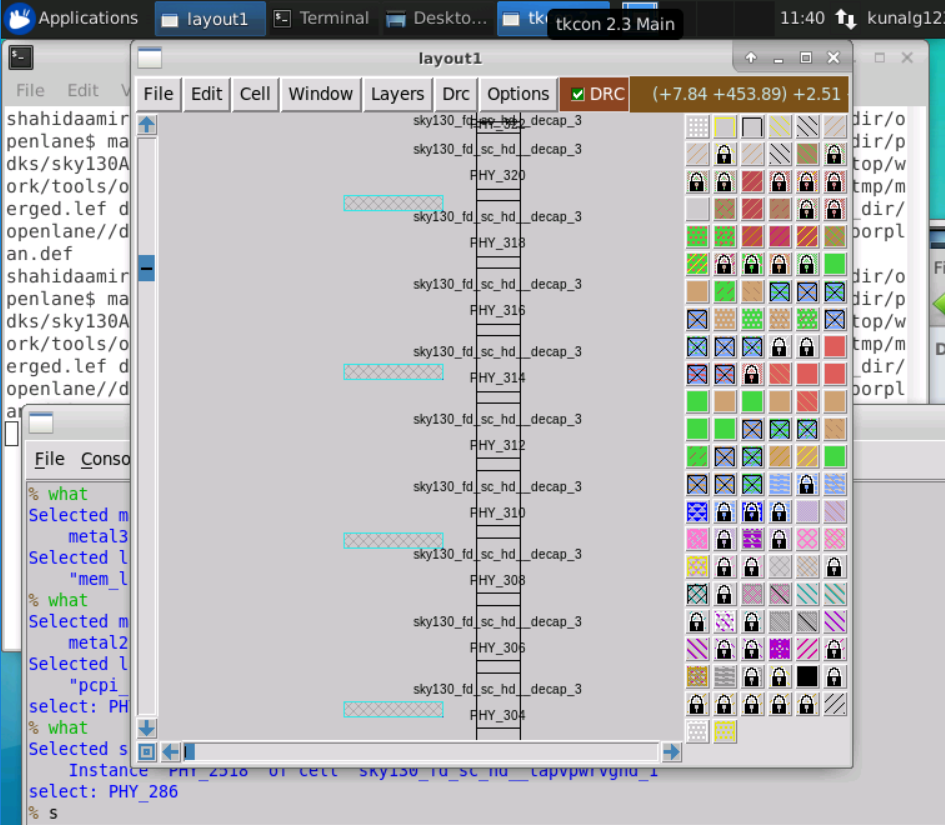 Applications
layout1
Terminal
Deskto...
tk
tkcon 2.3 Main
11:40
kunalg12
layout1
File Edit
File Edit Cell Window Layers Drc Options DRC (+7.84 +453.89) +2.51
shahidaamir
dir/o
penlane$ ma
dir/p
dks/sky130A
top/w
ork/tools/o
tmp/m
erged.lef d
_dir/
openlane//d
oorpl
an.def
shahidaamir
dir/o
penlane$ ma
dir/p
dks/sky130A
top/w
ork/tools/o
tmp/m
erged.lef d
_dir/
openlane//d
oorpl
sky130_fd_sc_hd__decap_3
PHY_322
sky130_fd_sc_hd__decap_3
PHY_320
sky130_fd_sc_hd__decap_3
PHY_318
sky130_fd_sc_hd__decap_3
PHY_316
sky130_fd_sc_hd__decap_3
PHY_314
sky130_fd_sc_hd__decap_3
PHY_312
sky130_fd_sc_hd__decap_3
PHY_310
sky130_fd_sc_hd__decap_3
PHY_308
sky130_fd_sc_hd__decap_3
PHY_306
sky130_fd_sc_hd__decap_3
PHY_304
File Conso
% what
Selected m
metal3
Selected l
"mem_l
% what
Selected m
metal2
Selected l
"pcpi_
select: PH
% what
Selected s
Instance "PHY_2518" of cell "sky130_fd_sc_hd__tapvpwrvgnd_1"
select: PHY_286
% s